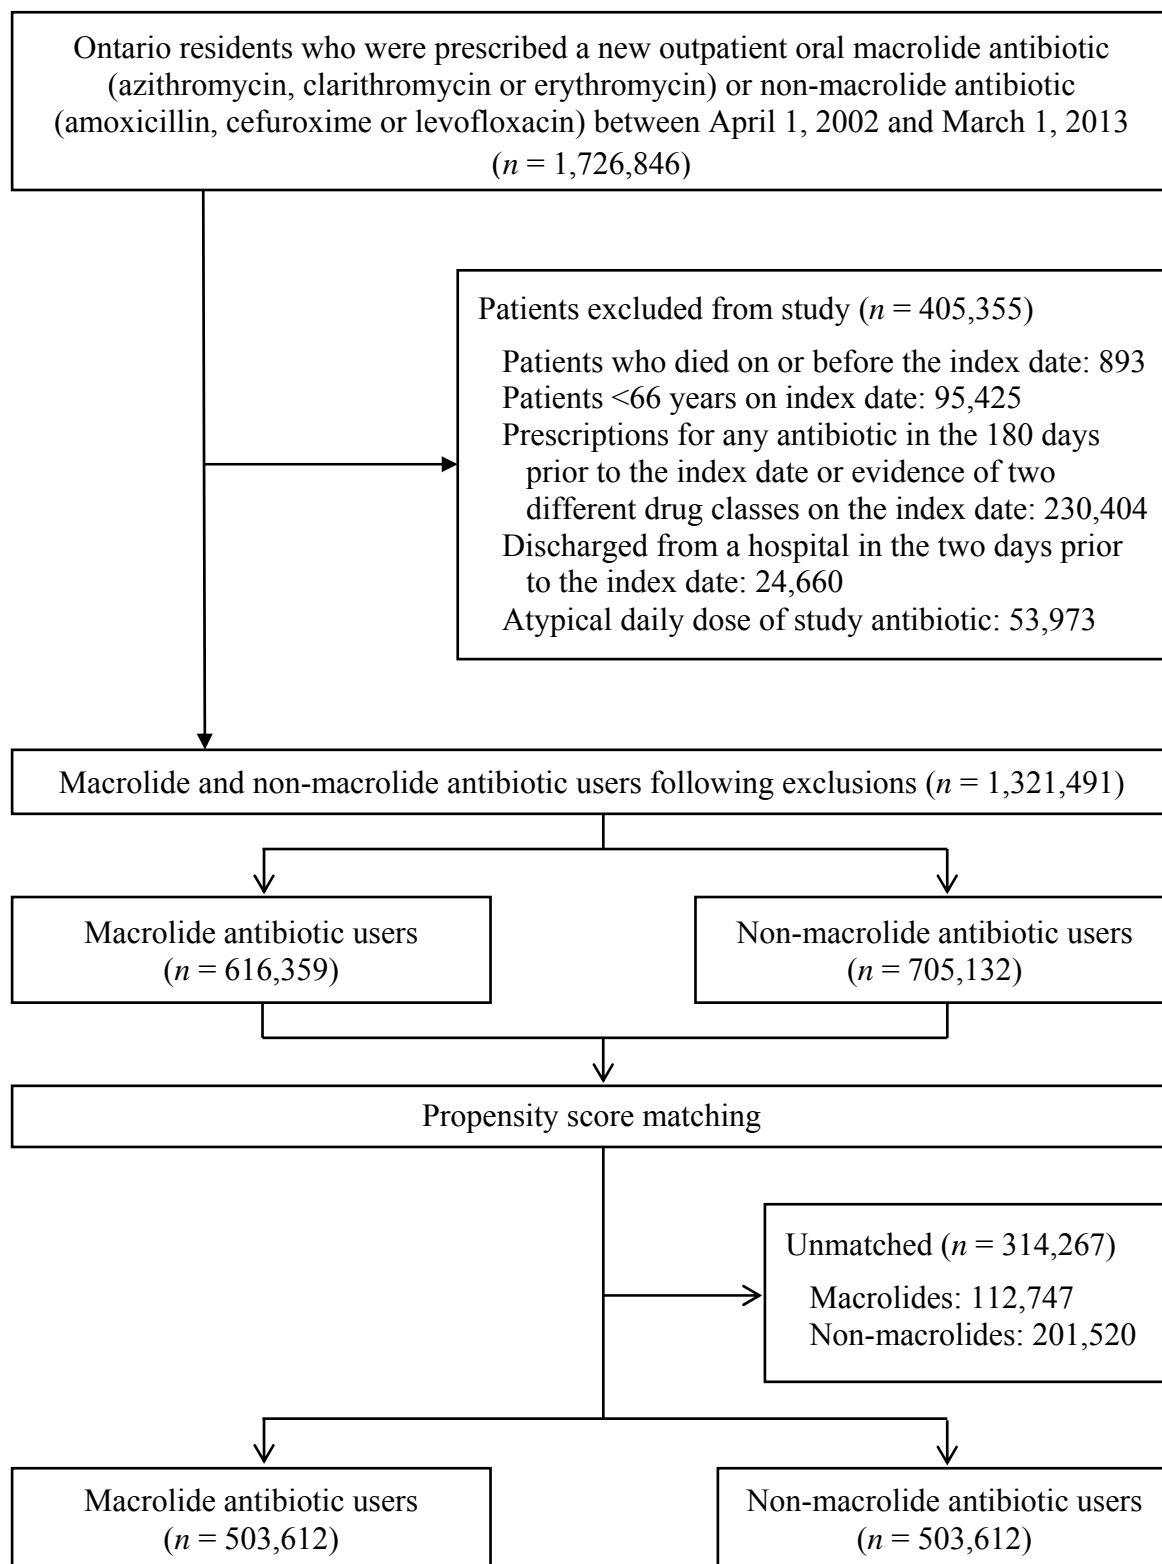 Ontario residents who were prescribed a new outpatient oral macrolide antibiotic
(azithromycin, clarithromycin or erythromycin) or non-macrolide antibiotic
(amoxicillin, cefuroxime or levofloxacin) between April 1, 2002 and March 1, 2013
(n = 1,726,846)
Patients excluded from study (n = 405,355)
Patients who died on or before the index date: 893
Patients <66 years on index date: 95,425
Prescriptions for any antibiotic in the 180 days
prior to the index date or evidence of two
different drug classes on the index date: 230,404
Discharged from a hospital in the two days prior
to the index date: 24,660
Atypical daily dose of study antibiotic: 53,973
Macrolide and non-macrolide antibiotic users following exclusions (n = 1,321,491)
Macrolide antibiotic users
(n = 616,359)
Non-macrolide antibiotic users
(n = 705,132)
Propensity score matching
Unmatched (n = 314,267)
Macrolides: 112,747
Non-macrolides: 201,520
Macrolide antibiotic users
(n = 503,612)
Non-macrolide antibiotic users
(n = 503,612)